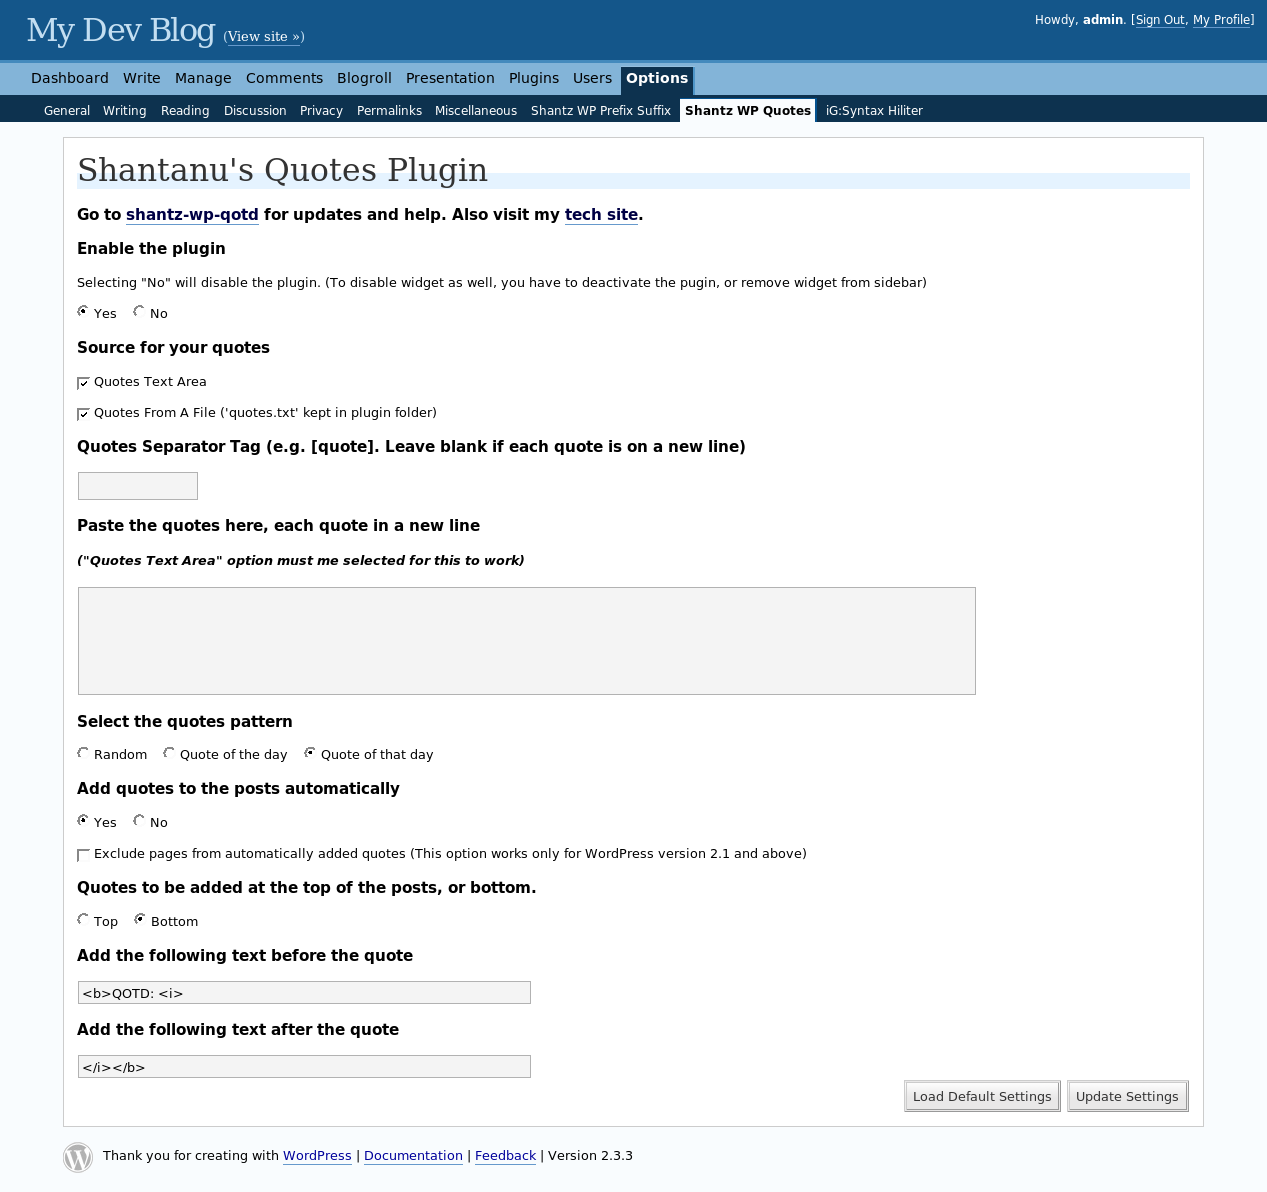 My Dev Blog (View site »)
Howdy, admin. [Sign Out, My Profile]
Dashboard Write Manage Comments Blogroll Presentation Plugins Users Options
General Writing Reading Discussion Privacy Permalinks Miscellaneous Shantz WP Prefix Suffix Shantz WP Quotes iG:Syntax Hiliter
Shantanu's Quotes Plugin
Go to shantz-wp-qotd for updates and help. Also visit my tech site.
Enable the plugin
Selecting "No" will disable the plugin. (To disable widget as well, you have to deactivate the pugin, or remove widget from sidebar)
Yes No
Source for your quotes
Quotes Text Area
Quotes From A File ('quotes.txt' kept in plugin folder)
Quotes Separator Tag (e.g. [quote]. Leave blank if each quote is on a new line)
Paste the quotes here, each quote in a new line
("Quotes Text Area" option must me selected for this to work)
Select the quotes pattern
Random Quote of the day Quote of that day
Add quotes to the posts automatically
Yes No
Exclude pages from automatically added quotes (This option works only for WordPress version 2.1 and above)
Quotes to be added at the top of the posts, or bottom.
Top Bottom
Add the following text before the quote
<b>QOTD: <i>
Add the following text after the quote
</i></b>
Load Default Settings Update Settings
Thank you for creating with WordPress | Documentation | Feedback | Version 2.3.3